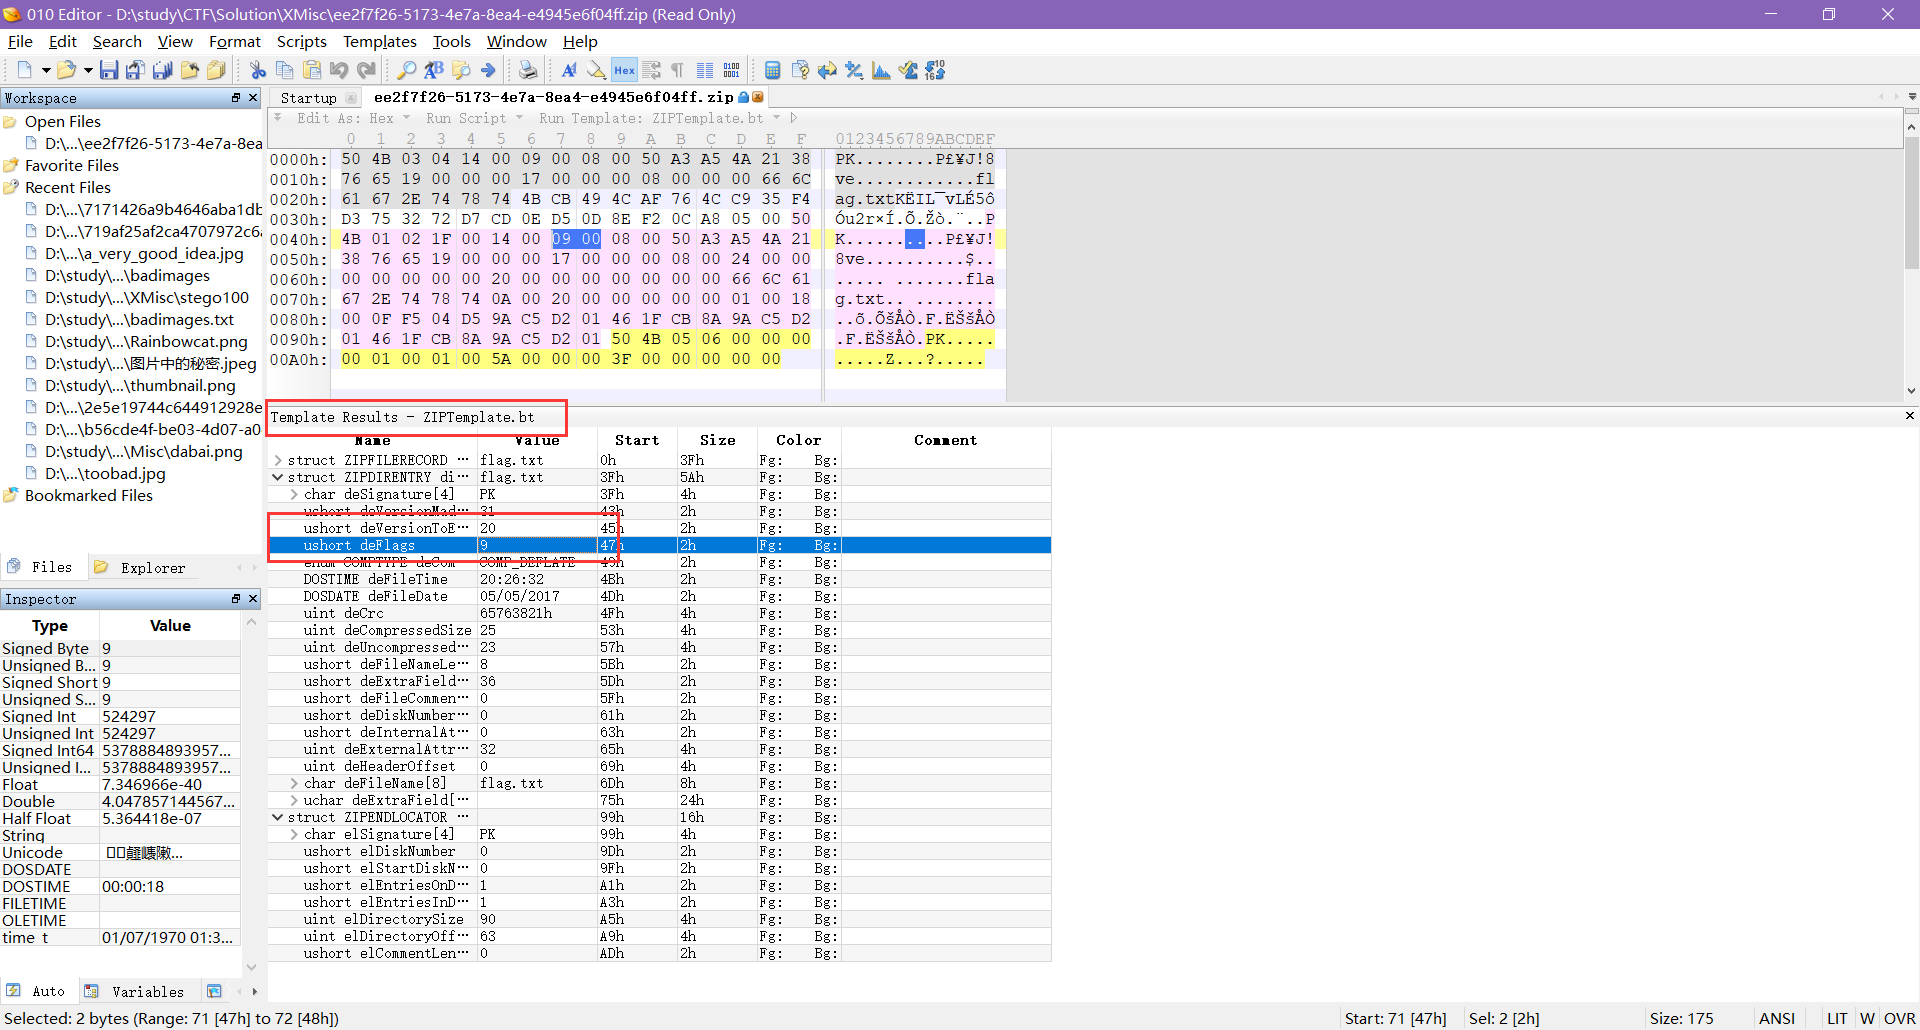 010 Editor - D:\study\CTF\Solution\XMisc\ee2f7f26-5173-4e7a-8ea4-e4945e6f04ff.zip (Read Only)
File Edit Search View Format Scripts Templates Tools Window Help
Workspace
Startup ee2f7f26-5173-4e7a-8ea4-e4945e6f04ff.zip
Edit As: Hex Run Script Run Template: ZIPTemplate.bt
Open Files
D:\...\ee2f7f26-5173-4e7a-8ea
Favorite Files
Recent Files
D:\...\7171426a9b4646aba1db
D:\...\719af25af2ca4707972c6
D:\...\a_very_good_idea.jpg
D:\study\...\badimages
D:\study\...\XMisc\stego100
D:\study\...\badimages.txt
D:\study\...\Rainbowcat.png
D:\study\...\图片中的秘密.jpeg
D:\study\...\thumbnail.png
D:\...\2e5e19744c644912928e
D:\...\b56cde4f-be03-4d07-a0
D:\study\...\Misc\dabai.png
D:\...\toobad.jpg
Bookmarked Files
Files Explorer
0 1 2 3 4 5 6 7 8 9 A B C D E F 0123456789ABCDEF
0000h: 50 4B 03 04 14 00 09 00 08 00 50 A3 A5 4A 21 38 PK........P£¥J!8
0010h: 76 65 19 00 00 00 17 00 00 00 08 00 00 00 66 6C ve............fl
0020h: 61 67 2E 74 78 74 4B CB 49 4C AF 76 4C C9 35 F4 ag.txtKËIL¯vLÉ5ô
0030h: D3 75 32 72 D7 CD 0E D5 0D 8E F2 0C A8 05 00 50 Óu2r×Í.Õ.Žò.¨..P
0040h: 4B 01 02 1F 00 14 00 09 00 08 00 50 A3 A5 4A 21 K..........P£¥J!
0050h: 38 76 65 19 00 00 00 17 00 00 00 08 00 24 00 00 8ve..........$..
0060h: 00 00 00 00 00 20 00 00 00 00 00 00 00 66 6C 61 ..... .......fla
0070h: 67 2E 74 78 74 0A 00 20 00 00 00 00 00 01 00 18 g.txt.. ........
0080h: 00 0F F5 04 D5 9A C5 D2 01 46 1F CB 8A 9A C5 D2 ..õ.ÕšÅÒ.F.ËŠšÅÒ
0090h: 01 46 1F CB 8A 9A C5 D2 01 50 4B 05 06 00 00 00 .F.ËŠšÅÒ.PK.....
00A0h: 00 01 00 01 00 5A 00 00 00 3F 00 00 00 00 00 .....Z...?.....
Template Results - ZIPTemplate.bt
Name Value Start Size Color Comment
struct ZIPFILERECORD ··· flag.txt 0h 3Fh Fg: Bg:
struct ZIPDIRENTRY di··· flag.txt 3Fh 5Ah Fg: Bg:
char deSignature[4] PK 3Fh 4h Fg: Bg:
ushort deVersionMad··· 31 43h 2h Fg: Bg:
ushort deVersionToE··· 20 45h 2h Fg: Bg:
ushort deFlags 9 47h 2h Fg: Bg:
enum COMPTYPE deCom COMP_DEFLATE 49h 2h Fg: Bg:
DOSTIME deFileTime 20:26:32 4Bh 2h Fg: Bg:
DOSDATE deFileDate 05/05/2017 4Dh 2h Fg: Bg:
uint deCrc 65763821h 4Fh 4h Fg: Bg:
uint deCompressedSize 25 53h 4h Fg: Bg:
uint deUncompressed··· 23 57h 4h Fg: Bg:
ushort deFileNameLe··· 8 5Bh 2h Fg: Bg:
ushort deExtraField··· 36 5Dh 2h Fg: Bg:
ushort deFileCommen··· 0 5Fh 2h Fg: Bg:
ushort deDiskNumber··· 0 61h 2h Fg: Bg:
ushort deInternalAt··· 0 63h 2h Fg: Bg:
uint deExternalAttr··· 32 65h 4h Fg: Bg:
uint deHeaderOffset 0 69h 4h Fg: Bg:
char deFileName[8] flag.txt 6Dh 8h Fg: Bg:
uchar deExtraField[··· 75h 24h Fg: Bg:
struct ZIPENDLOCATOR ··· 99h 16h Fg: Bg:
char elSignature[4] PK 99h 4h Fg: Bg:
ushort elDiskNumber 0 9Dh 2h Fg: Bg:
ushort elStartDiskN··· 0 9Fh 2h Fg: Bg:
ushort elEntriesOnD··· 1 A1h 2h Fg: Bg:
ushort elEntriesInD··· 1 A3h 2h Fg: Bg:
uint elDirectorySize 90 A5h 4h Fg: Bg:
uint elDirectoryOff··· 63 A9h 4h Fg: Bg:
ushort elCommentLen··· 0 ADh 2h Fg: Bg:
Inspector
Type Value
Signed Byte 9
Unsigned B... 9
Signed Short 9
Unsigned S... 9
Signed Int 524297
Unsigned Int 524297
Signed Int64 5378884893957...
Unsigned I... 5378884893957...
Float 7.346966e-40
Double 4.047857144567...
Half Float 5.364418e-07
String
Unicode
DOSDATE
DOSTIME 00:00:18
FILETIME
OLETIME
time_t 01/07/1970 01:3...
Auto Variables
Selected: 2 bytes (Range: 71 [47h] to 72 [48h]) Start: 71 [47h] Sel: 2 [2h] Size: 175 ANSI LIT W OVR